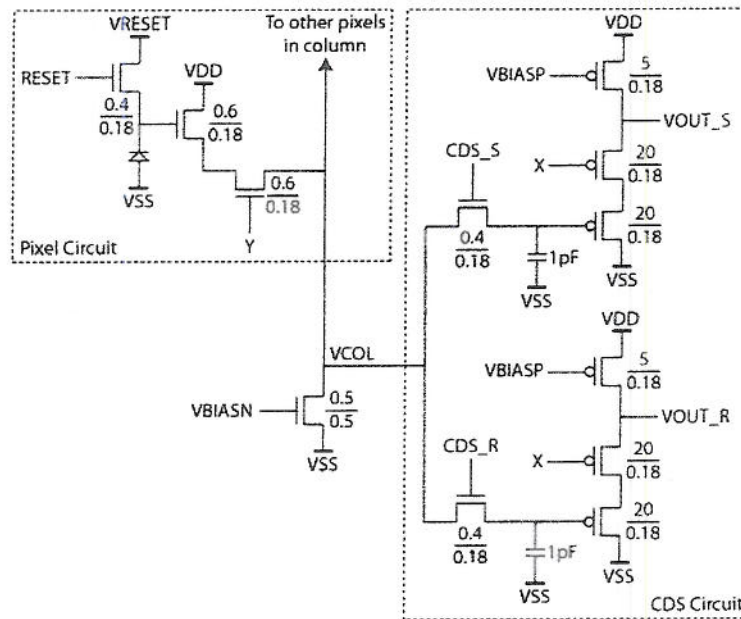 VRESET
To other pixels
in column
VDD
RESET
VDD
VBIASP
5
0.18
0.4
0.18
0.6
0.18
VOUT_S
CDS_S
X
20
0.18
VSS
0.6
0.18
Y
20
0.18
0.4
0.18
1pF
Pixel Circuit
VSS
VSS
VDD
VCOL
VBIASP
5
0.18
VBIASN
0.5
0.5
VOUT_R
VSS
CDS_R
X
20
0.18
20
0.18
0.4
0.18
1pF
VSS
VSS
CDS Circuit